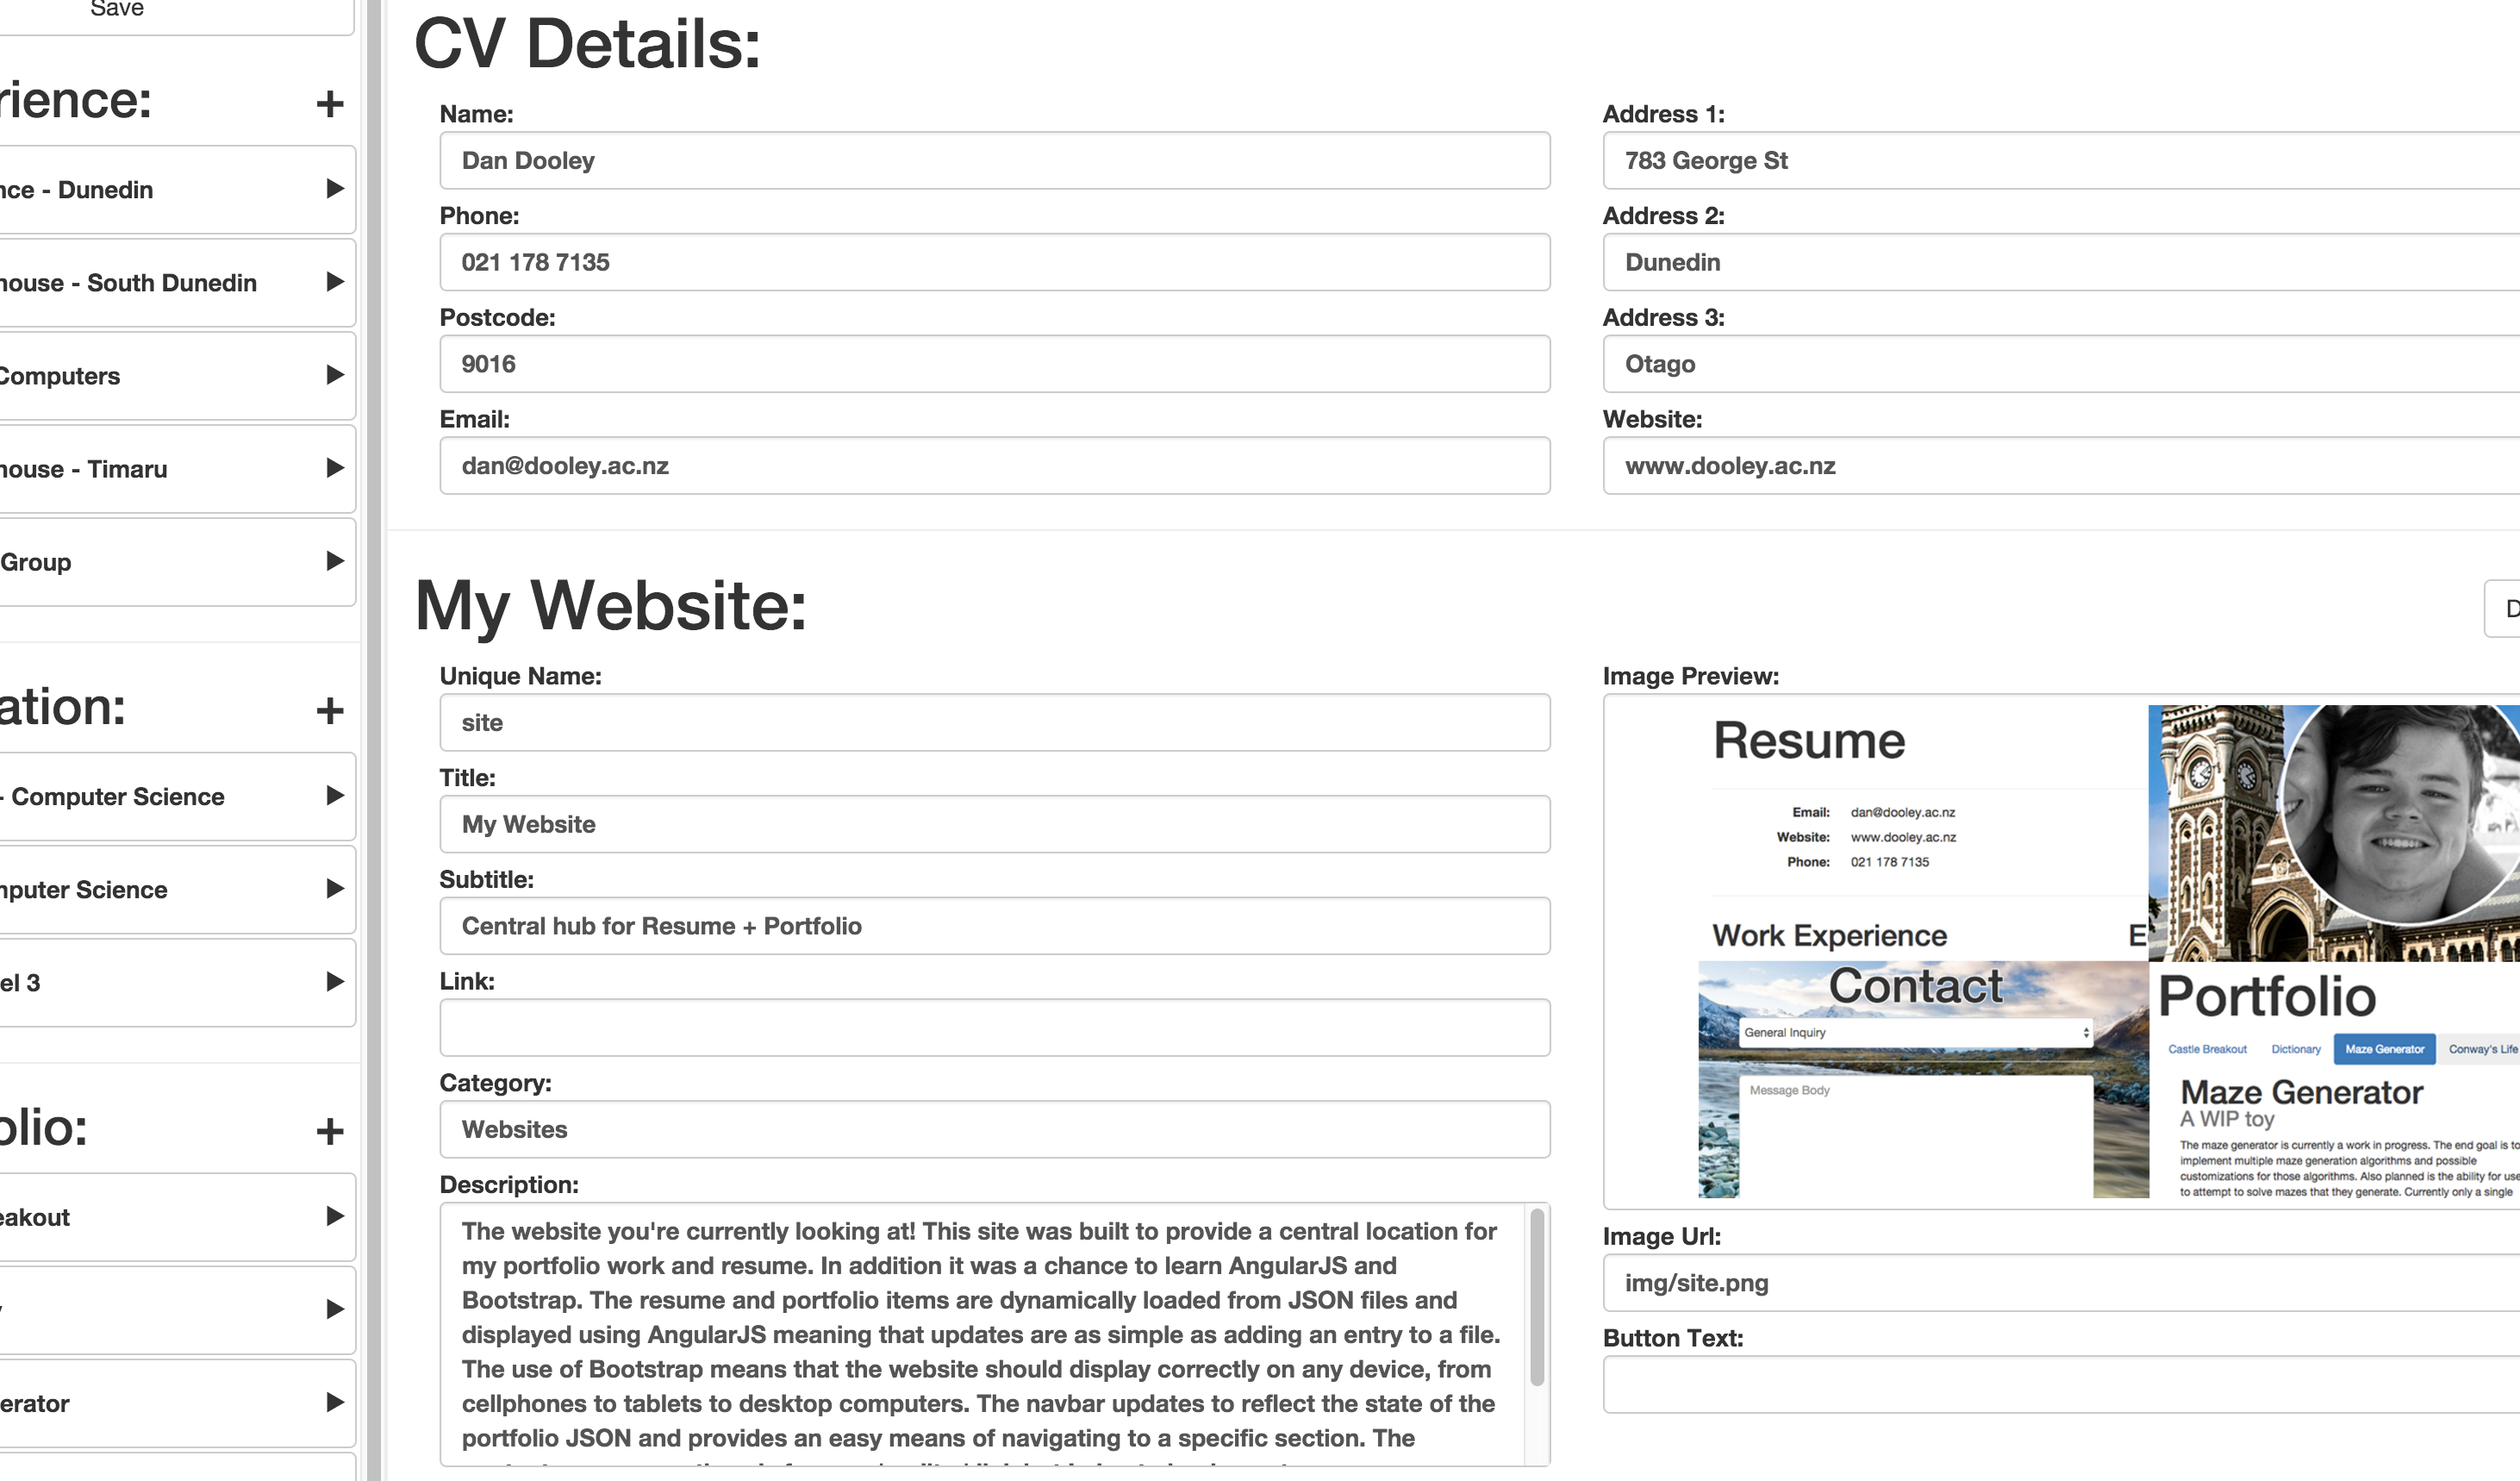 Save
rience:
+
nce - Dunedin
house - South Dunedin
Computers
house - Timaru
Group
ation:
+
- Computer Science
nputer Science
el 3
olio:
+
eakout
erator
CV Details:
Name:
Dan Dooley
Phone:
021 178 7135
Postcode:
9016
Email:
dan@dooley.ac.nz
Address 1:
783 George St
Address 2:
Dunedin
Address 3:
Otago
Website:
www.dooley.ac.nz
My Website:
D
Unique Name:
site
Title:
My Website
Subtitle:
Central hub for Resume + Portfolio
Link:
Category:
Websites
Description:
The website you're currently looking at! This site was built to provide a central location for
my portfolio work and resume. In addition it was a chance to learn AngularJS and
Bootstrap. The resume and portfolio items are dynamically loaded from JSON files and
displayed using AngularJS meaning that updates are as simple as adding an entry to a file.
The use of Bootstrap means that the website should display correctly on any device, from
cellphones to tablets to desktop computers. The navbar updates to reflect the state of the
portfolio JSON and provides an easy means of navigating to a specific section. The
Image Preview:
Resume
Email: dan@dooley.ac.nz
Website: www.dooley.ac.nz
Phone: 021 178 7135
Work Experience
E
Contact
General Inquiry
Message Body
Portfolio
Castle Breakout Dictionary Maze Generator Conway's Life
Maze Generator
A WIP toy
The maze generator is currently a work in progress. The end goal is to
implement multiple maze generation algorithms and possible
customizations for those algorithms. Also planned is the ability for use
to attempt to solve mazes that they generate. Currently only a single
Image Url:
img/site.png
Button Text: